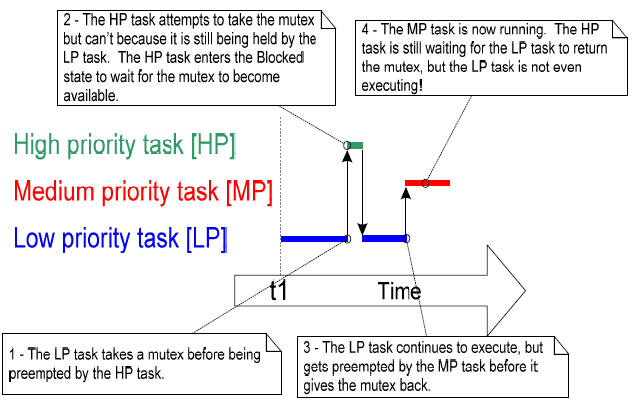 2 - The HP task attempts to take the mutex
but can't because it is still being held by the
LP task. The HP task enters the Blocked
state to wait for the mutex to become
available.
4 - The MP task is now running. The HP
task is still waiting for the LP task to return
the mutex, but the LP task is not even
executing!
High priority task [HP]
Medium priority task [MP]
Low priority task [LP]
t1 Time
1 - The LP task takes a mutex before being
preempted by the HP task.
3 - The LP task continues to execute, but
gets preempted by the MP task before it
gives the mutex back.